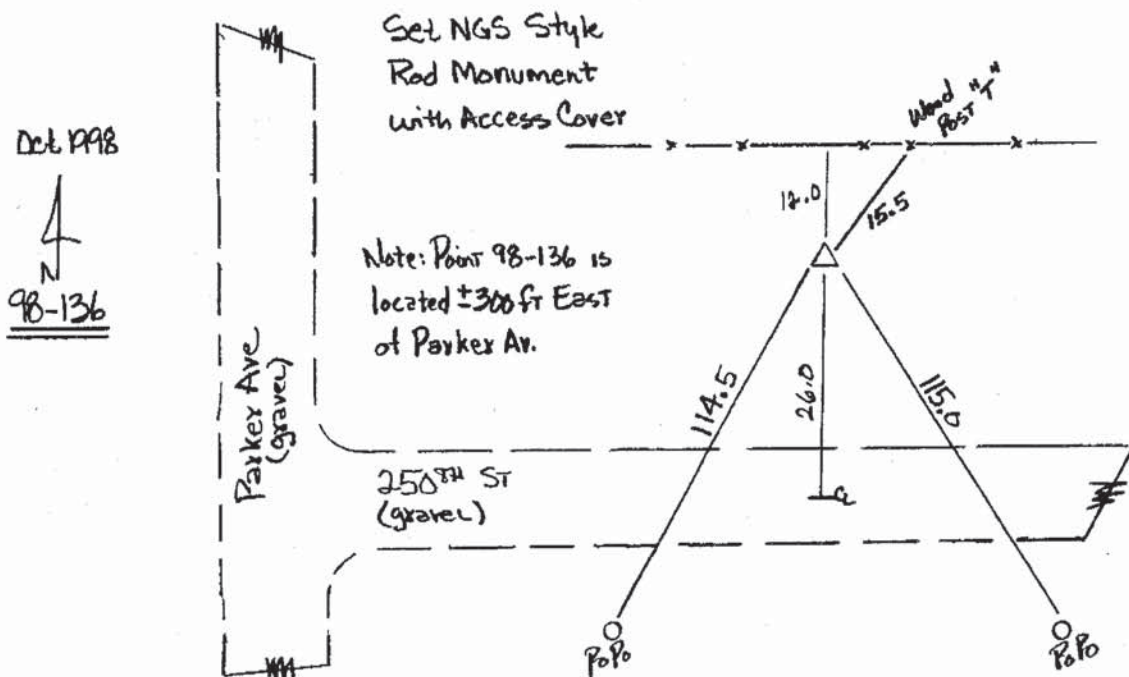 Set NGS Style
Rod Monument
with Access Cover
Oct 1998
N
98-136
Wood "T"
Post
12.0
15.5
Note: Point 98-136 is
located ±300 ft East
of Parker Av.
Parker Ave
(gravel)
114.5
26.0
115.0
250TH ST
(gravel)
CL
PoPo
PoPo